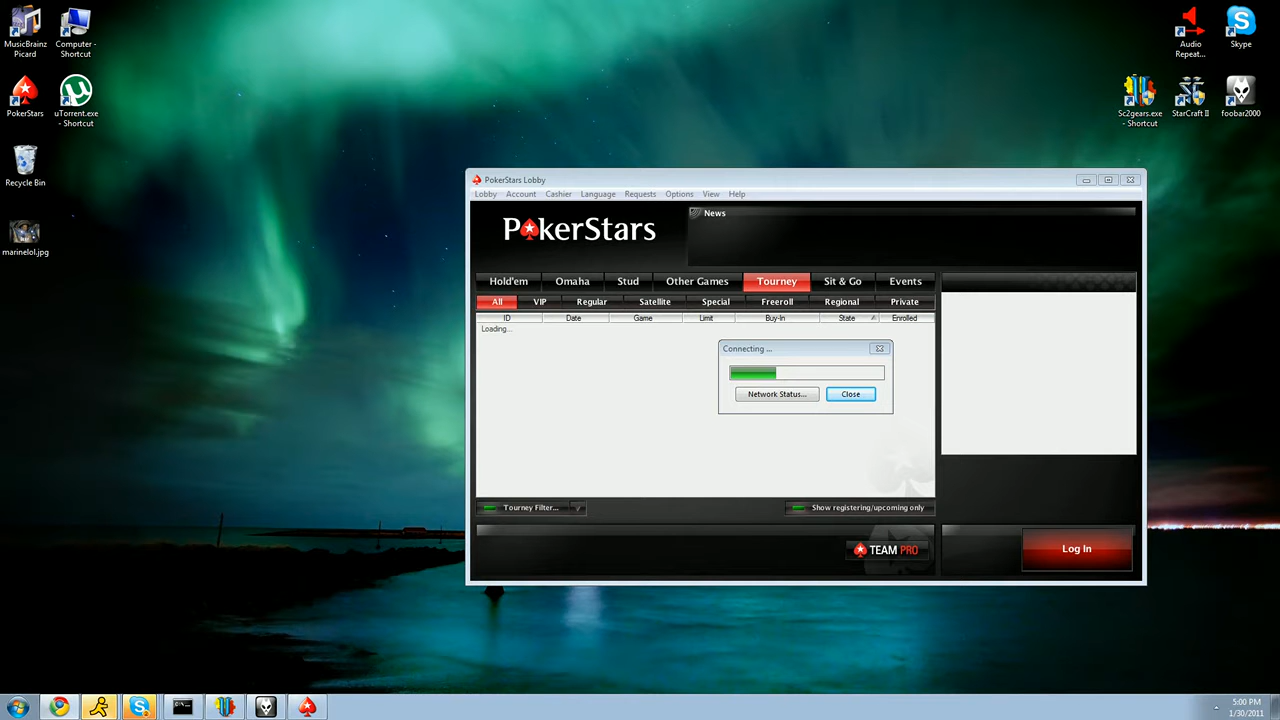 MusicBrainz
Picard
Computer -
Shortcut
PokerStars
uTorrent.exe
- Shortcut
Recycle Bin
marinelol.jpg
Audio
Repeat...
Skype
Sc2gears.exe
- Shortcut
StarCraft II
foobar2000
PokerStars Lobby
Lobby Account Cashier Language Requests Options View Help
PokerStars
News
Hold'em Omaha Stud Other Games Tourney Sit & Go Events
All VIP Regular Satellite Special Freeroll Regional Private
ID Date Game Limit Buy-In State Enrolled
Loading...
Connecting ...
Network Status... Close
Tourney Filter... Show registering/upcoming only
TEAM PRO
Log In
5:00 PM
1/30/2011